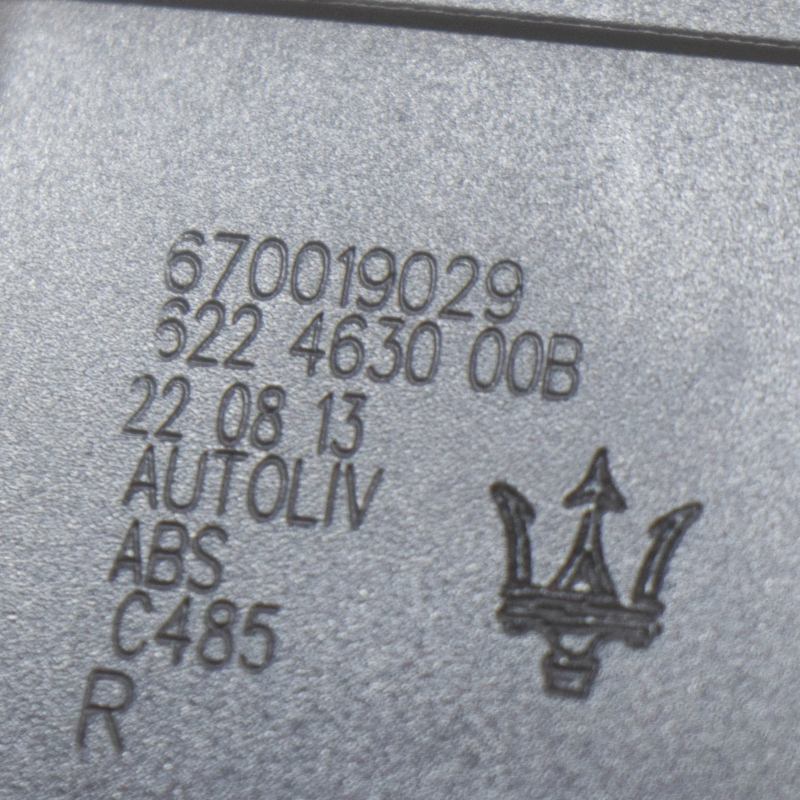 670019029
622 4630 00B
22 08 13
AUTOLIV
ABS
C485
R